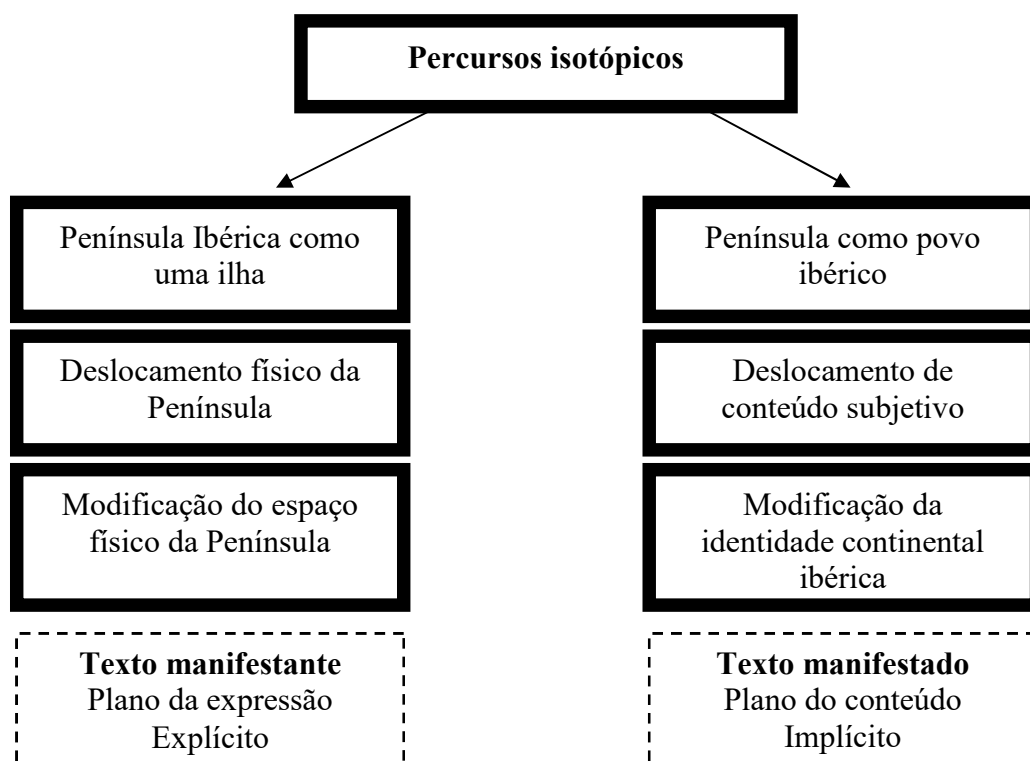 Percursos isotópicos
Península Ibérica como
uma ilha
Deslocamento físico da
Península
Modificação do espaço
físico da Península
Texto manifestante
Plano da expressão
Explícito
Península como povo
ibérico
Deslocamento de
conteúdo subjetivo
Modificação da
identidade continental
ibérica
Texto manifestado
Plano do conteúdo
Implícito